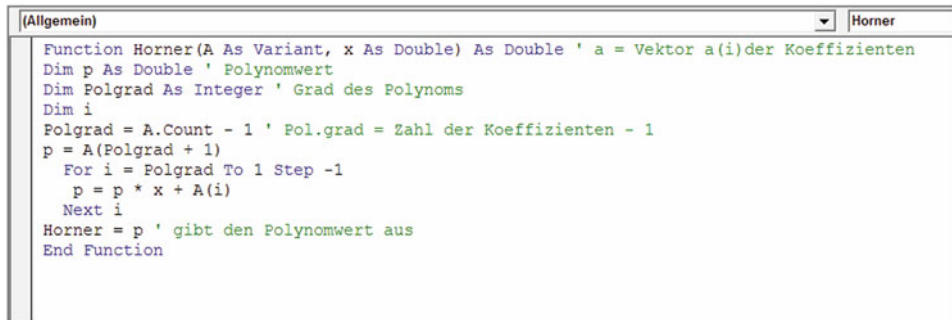 (Allgemein) Horner
Function Horner(A As Variant, x As Double) As Double ' a = Vektor a(i)der Koeffizienten
Dim p As Double ' Polynomwert
Dim Polgrad As Integer ' Grad des Polynoms
Dim i
Polgrad = A.Count - 1 ' Pol.grad = Zahl der Koeffizienten - 1
p = A(Polgrad + 1)
For i = Polgrad To 1 Step -1
p = p * x + A(i)
Next i
Horner = p ' gibt den Polynomwert aus
End Function